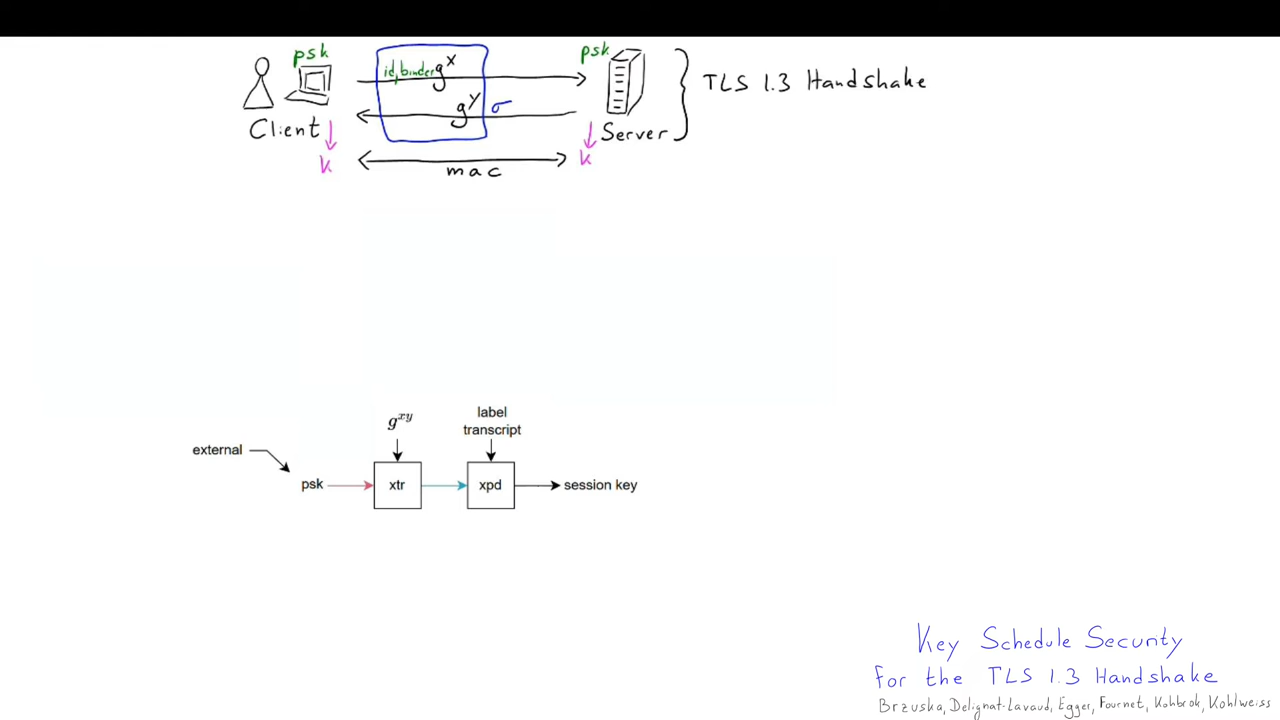 psk
psk
id, binder g^x
TLS 1.3 Handshake
g^y σ
Client
Server
k
k
mac
label
g^{xy}
transcript
external
psk
xtr
xpd
session key
Key Schedule Security
for the TLS 1.3 Handshake
Brzuska, Delignat-Lavaud, Egger, Fournet, Kohbrok, Kohlweiss